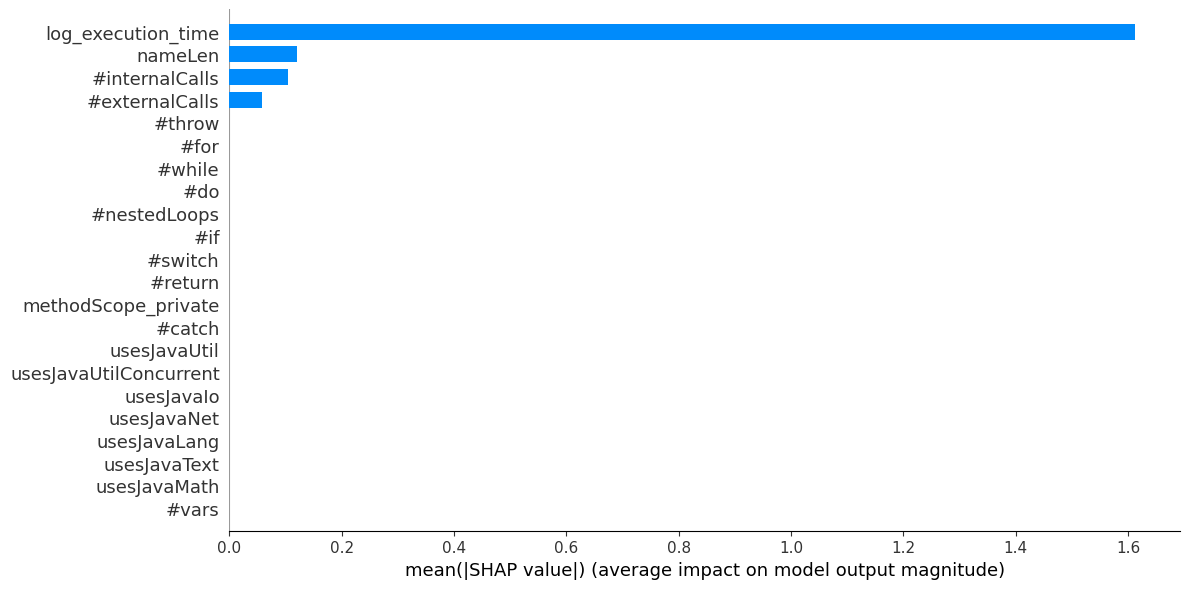 log_execution_time
nameLen
#internalCalls
#externalCalls
#throw
#for
#while
#do
#nestedLoops
#if
#switch
#return
methodScope_private
#catch
usesJavaUtil
usesJavaUtilConcurrent
usesJavaIo
usesJavaNet
usesJavaLang
usesJavaText
usesJavaMath
#vars
0.0 0.2 0.4 0.6 0.8 1.0 1.2 1.4 1.6
mean(|SHAP value|) (average impact on model output magnitude)